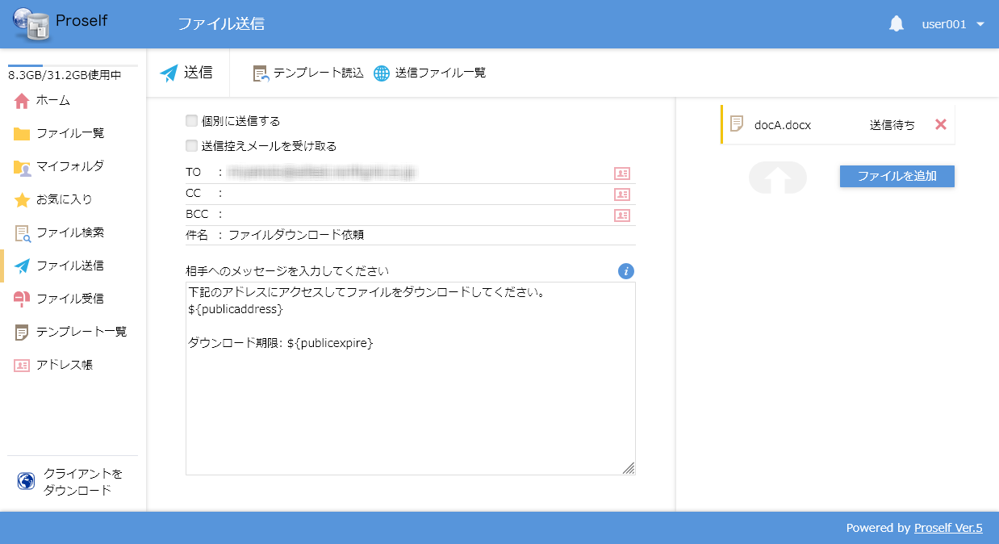 Proself
ファイル送信
user001
8.3GB/31.2GB使用中
ホーム
ファイル一覧
マイフォルダ
お気に入り
ファイル検索
ファイル送信
ファイル受信
テンプレート一覧
アドレス帳
クライアントを
ダウンロード
送信
テンプレート読込
送信ファイル一覧
個別に送信する
送信控えメールを受け取る
TO :
CC :
BCC :
件名 : ファイルダウンロード依頼
相手へのメッセージを入力してください
下記のアドレスにアクセスしてファイルをダウンロードしてください。
${publicaddress}
ダウンロード期限: ${publicexpire}
docA.docx 送信待ち
ファイルを追加
Powered by Proself Ver.5